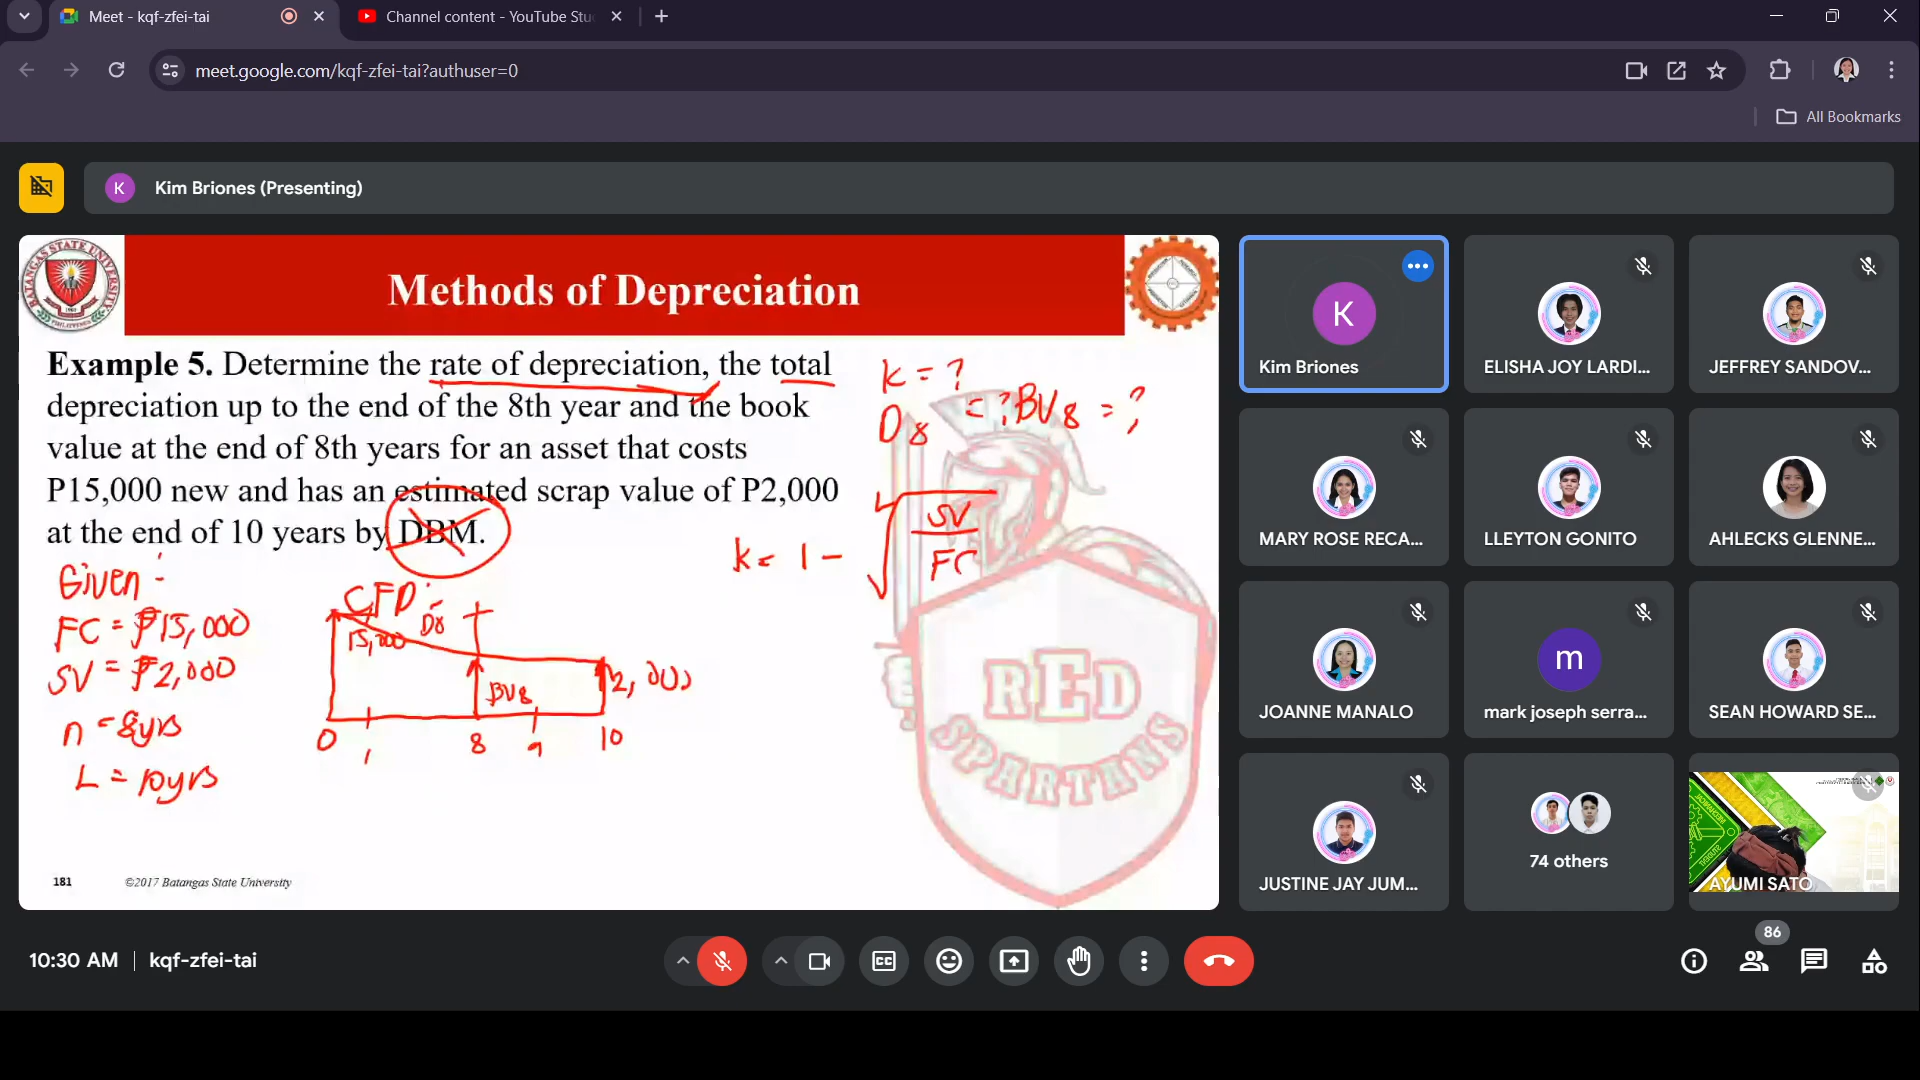 Meet - kqf-zfei-tai
Channel content - YouTube Stu
meet.google.com/kqf-zfei-tai?authuser=0
All Bookmarks
K
Kim Briones (Presenting)
BATANGAS STATE UNIVERSITY
PHILIPPINES
Methods of Depreciation
Example 5. Determine the rate of depreciation, the total
depreciation up to the end of the 8th year and the book
value at the end of 8th years for an asset that costs
P15,000 new and has an estimated scrap value of P2,000
at the end of 10 years by DBM.
k = ?
D8 = ? BV8 = ?
k = 1 - √ SV
FC
Given:
FC = ₱15,000
SV = ₱2,000
n = 8yrs
L = 10yrs
CFD:
15,000
D8
BV8
2,000
0
1
8
9
10
RED
SPARTANS
181
©2017 Batangas State University
K
Kim Briones
ELISHA JOY LARDI...
JEFFREY SANDOV...
MARY ROSE RECA...
LLEYTON GONITO
AHLECKS GLENNE...
JOANNE MANALO
m
mark joseph serra...
SEAN HOWARD SE...
JUSTINE JAY JUM...
74 others
AYUMI SATO
10:30 AM
kqf-zfei-tai
CC
86